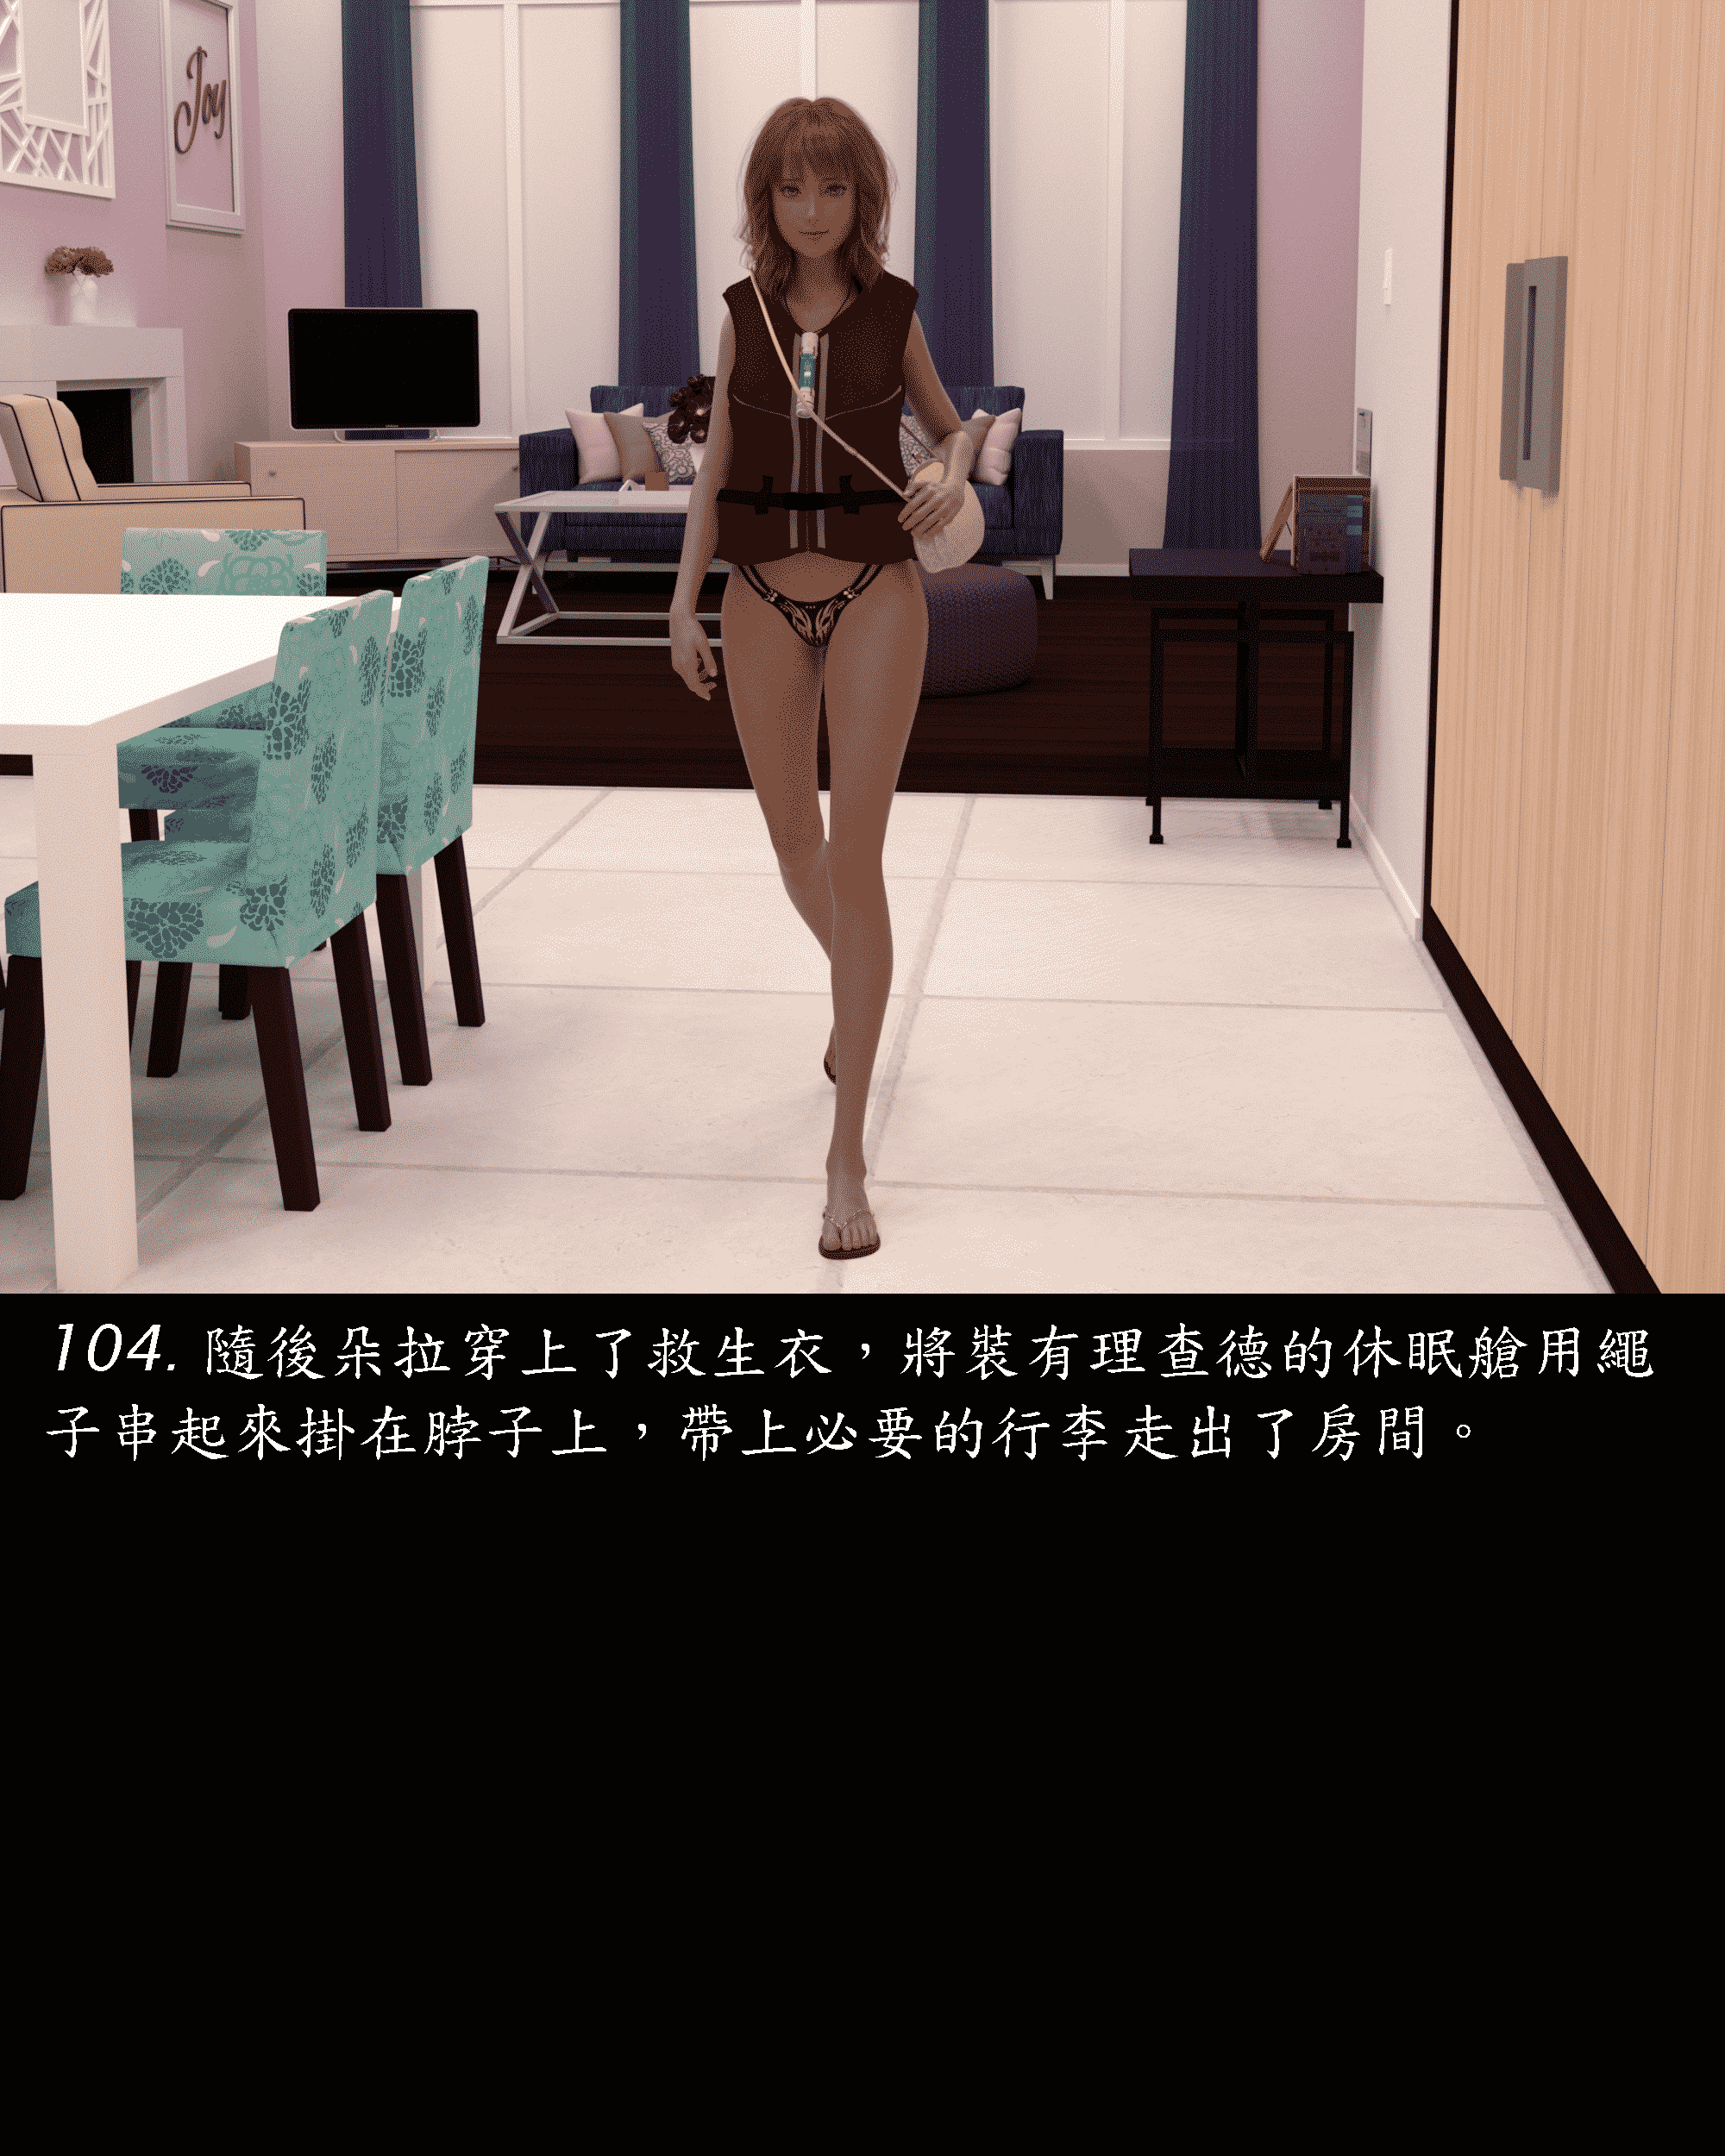 Joy
104. 隨後朵拉穿上了救生衣，將裝有理查德的休眠艙用繩
子串起來掛在脖子上，帶上必要的行李走出了房間。